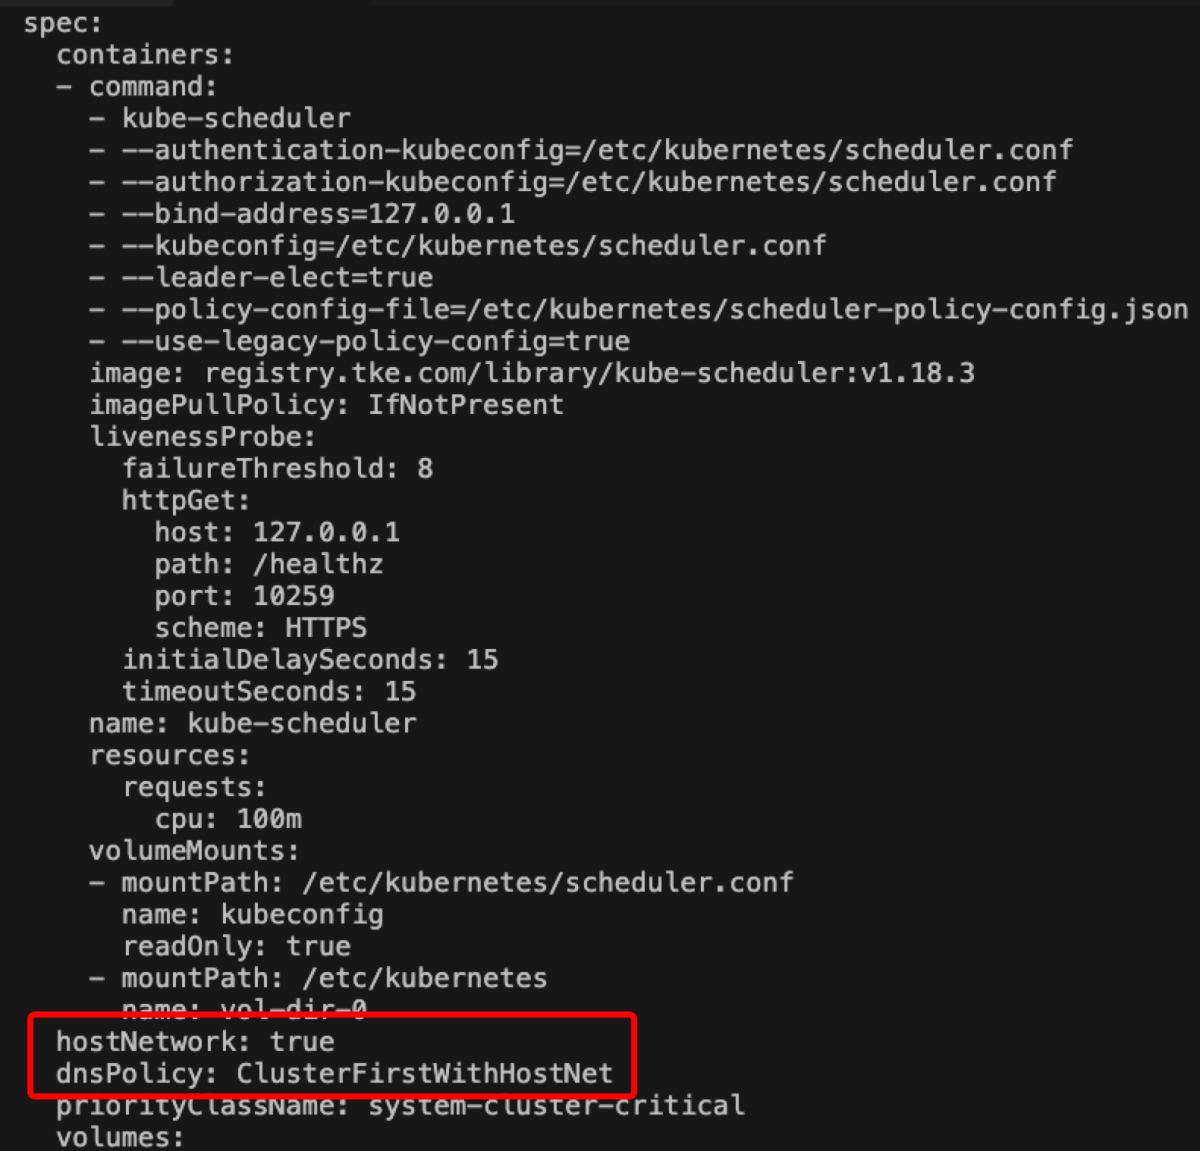 spec:
  containers:
  - command:
    - kube-scheduler
    - --authentication-kubeconfig=/etc/kubernetes/scheduler.conf
    - --authorization-kubeconfig=/etc/kubernetes/scheduler.conf
    - --bind-address=127.0.0.1
    - --kubeconfig=/etc/kubernetes/scheduler.conf
    - --leader-elect=true
    - --policy-config-file=/etc/kubernetes/scheduler-policy-config.json
    - --use-legacy-policy-config=true
    image: registry.tke.com/library/kube-scheduler:v1.18.3
    imagePullPolicy: IfNotPresent
    livenessProbe:
      failureThreshold: 8
      httpGet:
        host: 127.0.0.1
        path: /healthz
        port: 10259
        scheme: HTTPS
      initialDelaySeconds: 15
      timeoutSeconds: 15
    name: kube-scheduler
    resources:
      requests:
        cpu: 100m
    volumeMounts:
    - mountPath: /etc/kubernetes/scheduler.conf
      name: kubeconfig
      readOnly: true
    - mountPath: /etc/kubernetes
      name: vol-dir-0
  hostNetwork: true
  dnsPolicy: ClusterFirstWithHostNet
  priorityClassName: system-cluster-critical
  volumes: